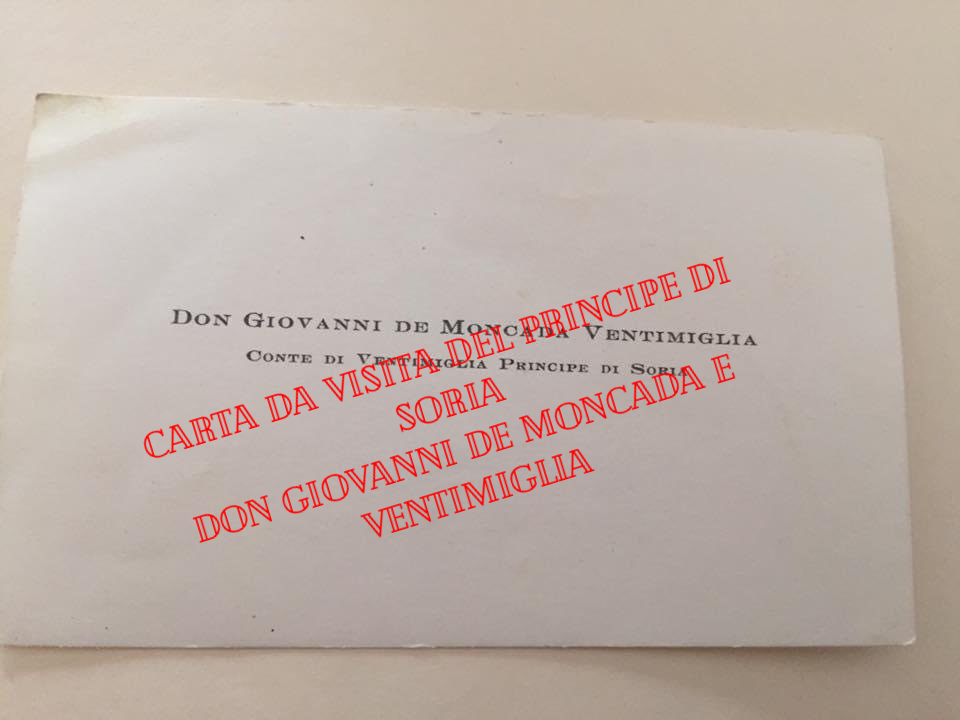 Don Giovanni de Moncada Ventimiglia
Conte di Ventimiglia Principe di Soria
CARTA DA VISITA DEL PRINCIPE DI
SORIA
DON GIOVANNI DE MONCADA E
VENTIMIGLIA